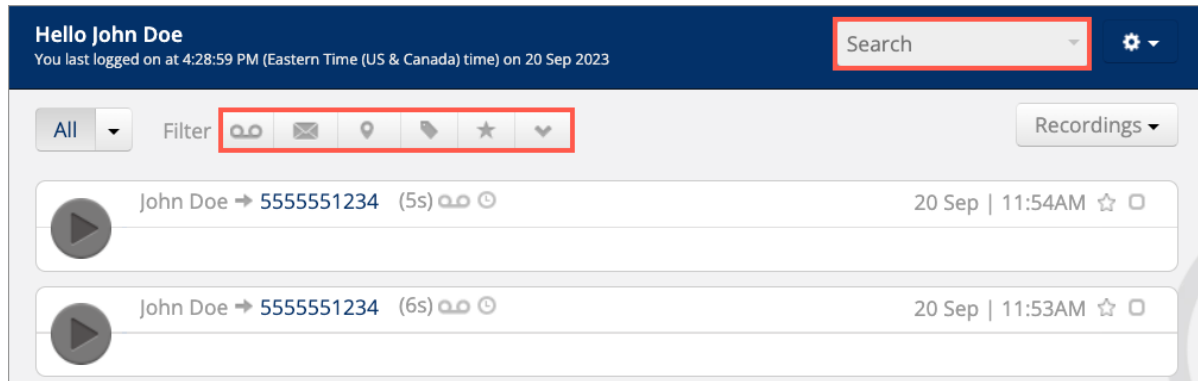 Hello John Doe
You last logged on at 4:28:59 PM (Eastern Time (US & Canada) time) on 20 Sep 2023
Search
All
Filter
Recordings
John Doe → 5555551234 (5s)
20 Sep | 11:54AM
John Doe → 5555551234 (6s)
20 Sep | 11:53AM